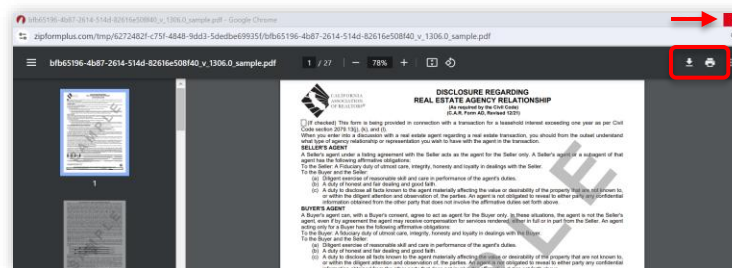 bfb65196-4b87-2614-514d-82616e508f40_v_1306.0_sample.pdf - Google Chrome
zipformplus.com/tmp/6272482f-c75f-4848-9dd3-5dedbe69935f/bfb65196-4b87-2614-514d-82616e508f40_v_1306.0_sample.pdf
bfb65196-4b87-2614-514d-82616e508f40_v_1306.0_sample.pdf 1 / 27 78%
CALIFORNIA
ASSOCIATION
OF REALTORS®
DISCLOSURE REGARDING
REAL ESTATE AGENCY RELATIONSHIP
(As required by the Civil Code)
(C.A.R. Form AD, Revised 12/21)
(If checked) This form is being provided in connection with a transaction for a leasehold interest exceeding one year as per Civil
Code section 2079.13(j), (k), and (l).
When you enter into a discussion with a real estate agent regarding a real estate transaction, you should from the outset understand
what type of agency relationship or representation you wish to have with the agent in the transaction.
SELLER'S AGENT
A Seller's agent under a listing agreement with the Seller acts as the agent for the Seller only. A Seller's agent or a subagent of that
agent has the following affirmative obligations:
To the Seller: A Fiduciary duty of utmost care, integrity, honesty and loyalty in dealings with the Seller.
To the Buyer and the Seller:
(a) Diligent exercise of reasonable skill and care in performance of the agent's duties.
(b) A duty of honest and fair dealing and good faith.
(c) A duty to disclose all facts known to the agent materially affecting the value or desirability of the property that are not known to,
or within the diligent attention and observation of, the parties. An agent is not obligated to reveal to either party any confidential
information obtained from the other party that does not involve the affirmative duties set forth above.
BUYER'S AGENT
A Buyer's agent can, with a Buyer's consent, agree to act as agent for the Buyer only. In these situations, the agent is not the Seller's
agent, even if by agreement the agent may receive compensation for services rendered, either in full or in part from the Seller. An agent
acting only for a Buyer has the following affirmative obligations:
To the Buyer: A fiduciary duty of utmost care, integrity, honesty and loyalty in dealings with the Buyer.
To the Buyer and the Seller:
(a) Diligent exercise of reasonable skill and care in performance of the agent's duties.
(b) A duty of honest and fair dealing and good faith.
(c) A duty to disclose all facts known to the agent materially affecting the value or desirability of the property that are not known to,
or within the diligent attention and observation of, the parties. An agent is not obligated to reveal to either party any confidential
1